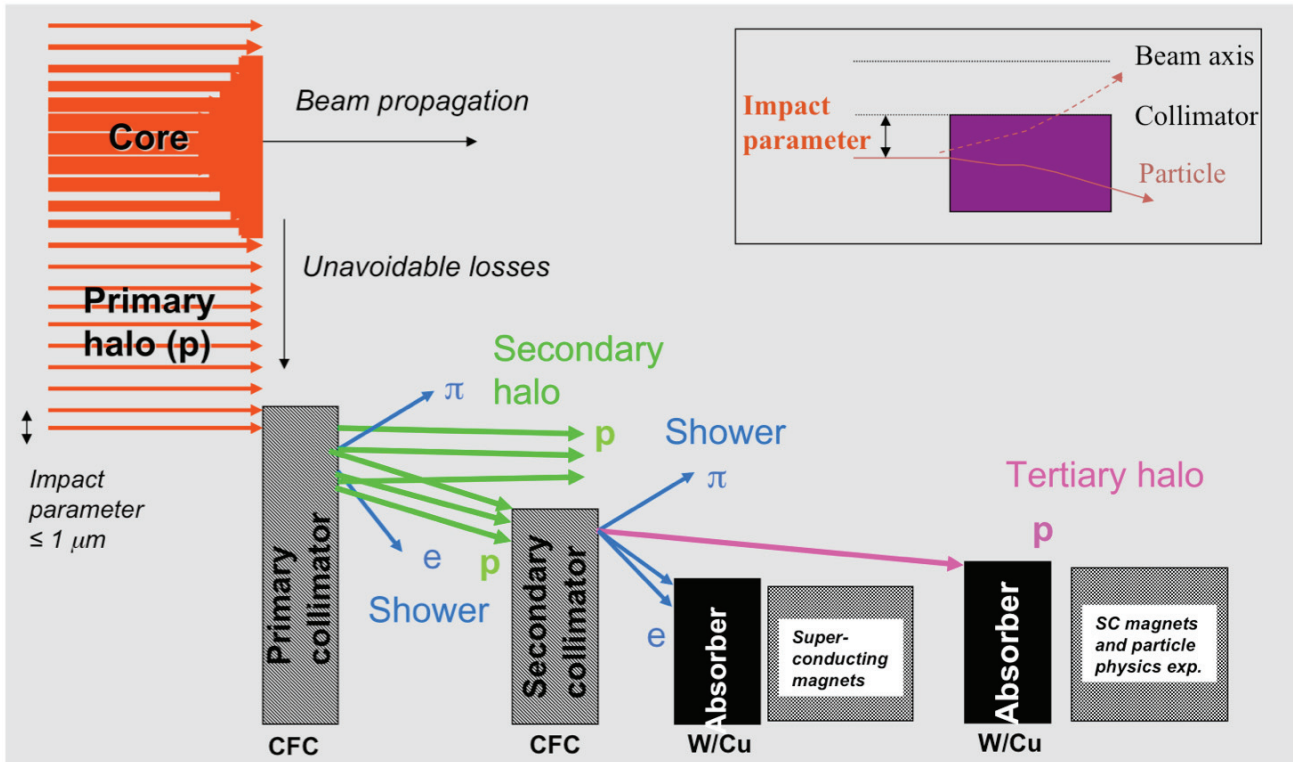 Core
Beam propagation
Unavoidable losses
Primary
halo (p)
Impact
parameter
≤ 1 μm
Beam axis
Impact
parameter
Collimator
Particle
Secondary
halo
π
p
e
p
Shower
Shower
π
e
Tertiary halo
p
Primary
collimator
Secondary
collimator
Absorber
Super-
conducting
magnets
Absorber
SC magnets
and particle
physics exp.
CFC
CFC
W/Cu
W/Cu